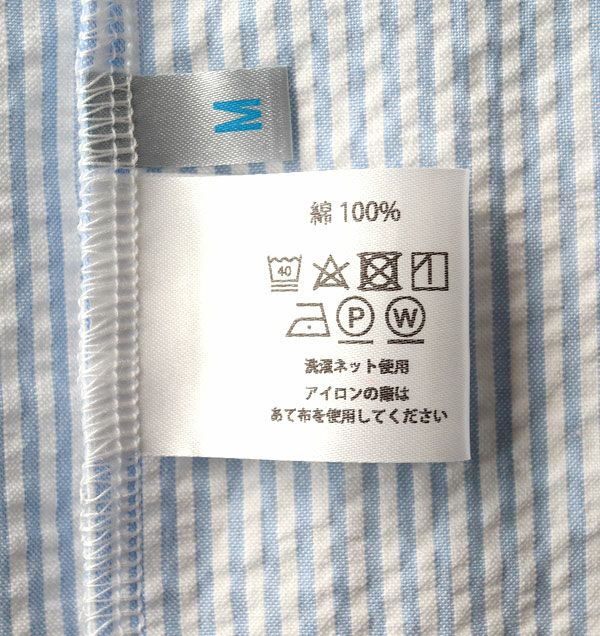 M
綿 100%
40
P W
洗濯ネット使用
アイロンの際は
あて布を使用してください